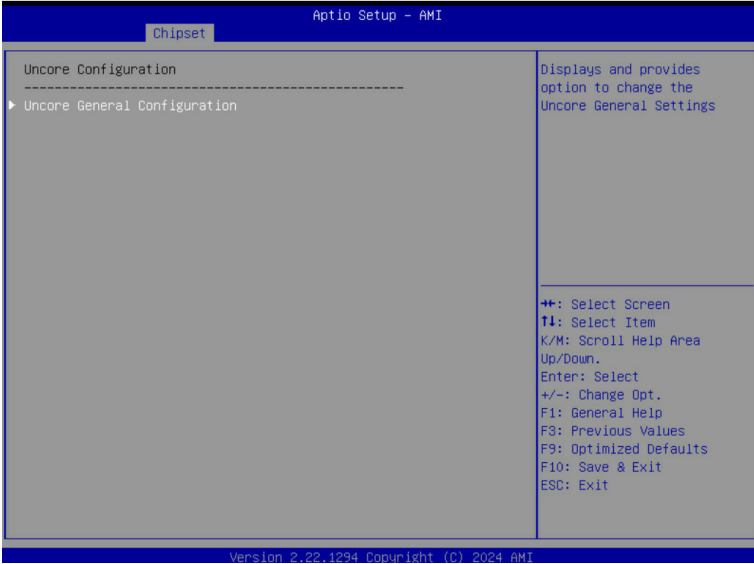 Aptio Setup – AMI
Chipset
Uncore Configuration
--------------------------------------------------
Uncore General Configuration
Displays and provides
option to change the
Uncore General Settings
→←: Select Screen
↑↓: Select Item
K/M: Scroll Help Area
Up/Down.
Enter: Select
+/-: Change Opt.
F1: General Help
F3: Previous Values
F9: Optimized Defaults
F10: Save & Exit
ESC: Exit
Version 2.22.1294 Copyright (C) 2024 AMI